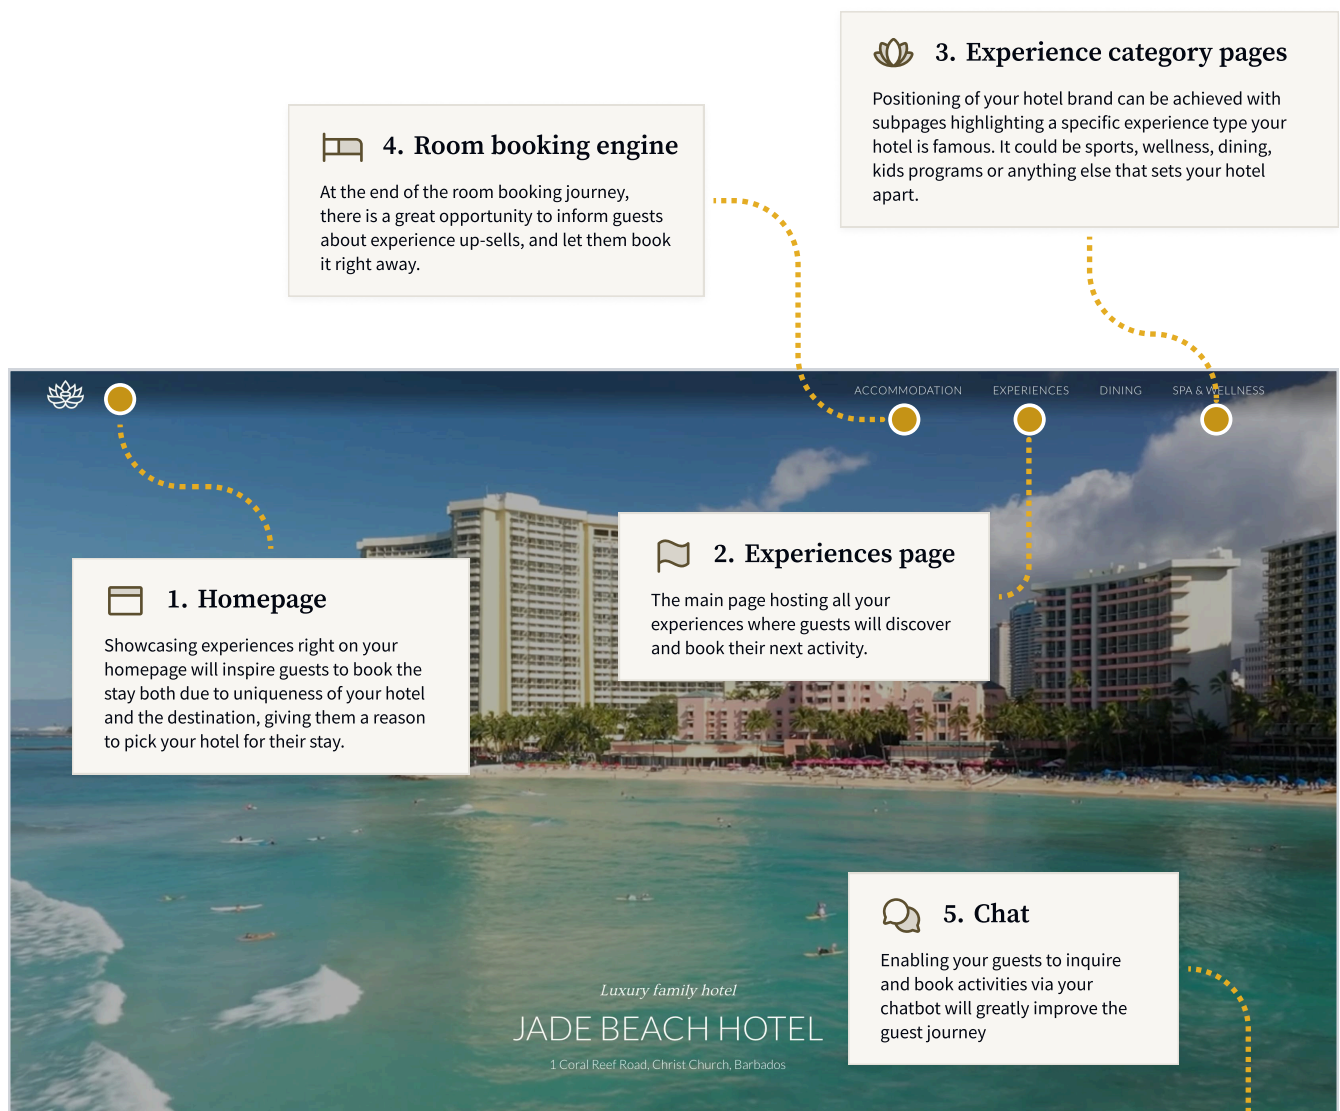 3. Experience category pages
Positioning of your hotel brand can be achieved with
subpages highlighting a specific experience type your
hotel is famous. It could be sports, wellness, dining,
kids programs or anything else that sets your hotel
apart.
4. Room booking engine
At the end of the room booking journey,
there is a great opportunity to inform guests
about experience up-sells, and let them book
it right away.
ACCOMMODATION EXPERIENCES DINING SPA & WELLNESS
2. Experiences page
The main page hosting all your
experiences where guests will discover
and book their next activity.
1. Homepage
Showcasing experiences right on your
homepage will inspire guests to book the
stay both due to uniqueness of your hotel
and the destination, giving them a reason
to pick your hotel for their stay.
5. Chat
Enabling your guests to inquire
and book activities via your
chatbot will greatly improve the
guest journey
Luxury family hotel
JADE BEACH HOTEL
1 Coral Reef Road, Christ Church, Barbados